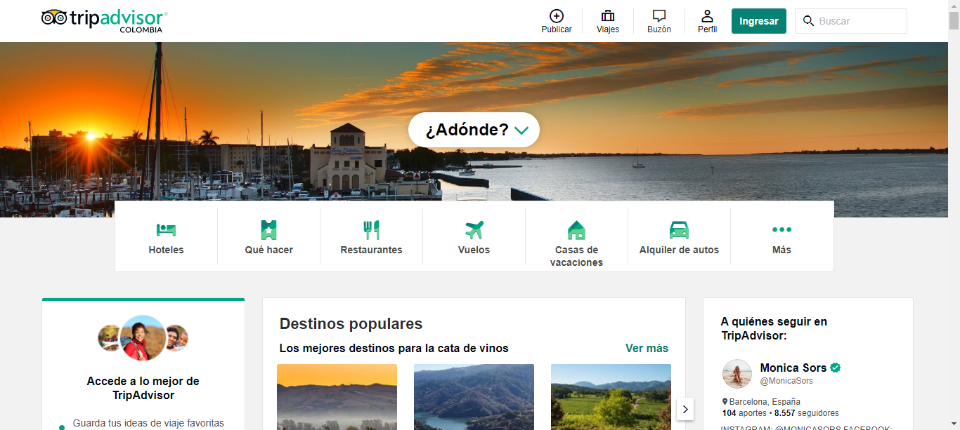 tripadvisor
COLOMBIA
Publicar
Viajes
Buzón
Perfil
Ingresar
Buscar
¿Adónde?
Hoteles
Qué hacer
Restaurantes
Vuelos
Casas de
vacaciones
Alquiler de autos
Más
Accede a lo mejor de
TripAdvisor
Guarda tus ideas de viaje favoritas
Destinos populares
Los mejores destinos para la cata de vinos
Ver más
A quiénes seguir en
TripAdvisor:
Monica Sors
@MonicaSors
Barcelona, España
104 aportes • 8.557 seguidores
INSTAGRAM: @MONICASORS FACEBOOK: